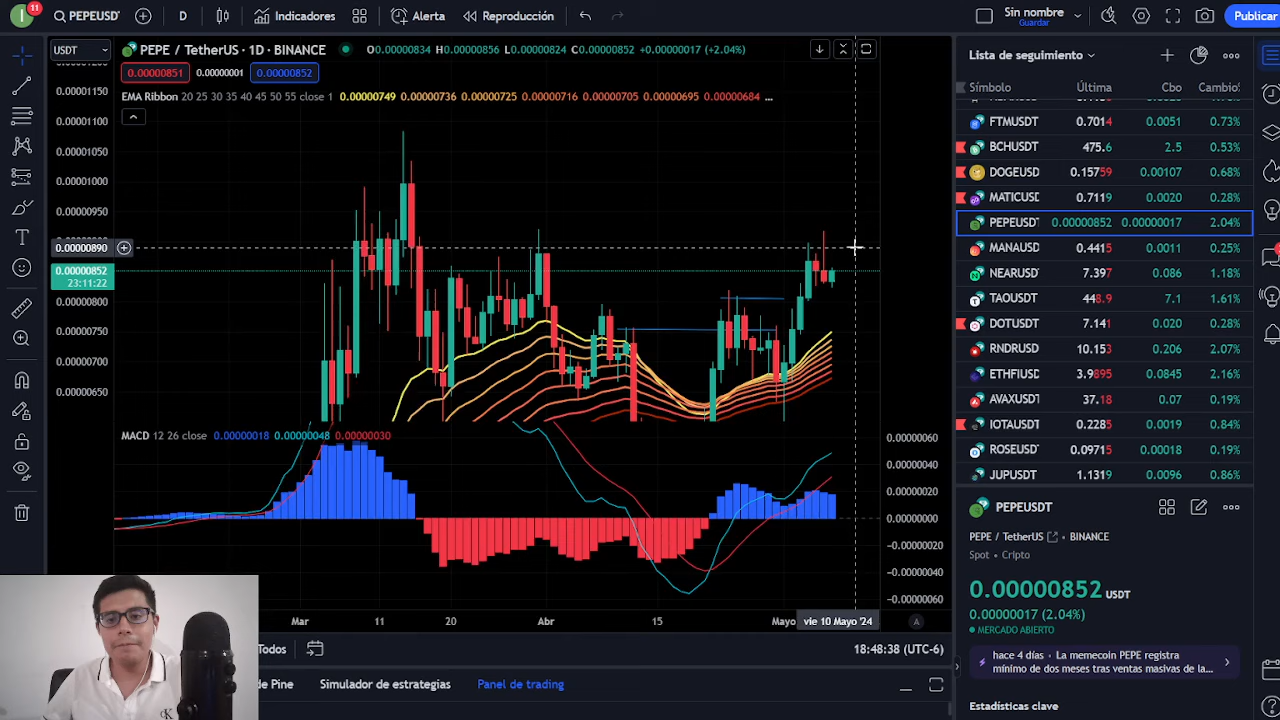 I
11
PEPEUSD
D
Indicadores
Alerta
Reproducción
Sin nombre
Guardar
Publicar
USDT
PEPE / TetherUS · 1D · BINANCE
O0.00000834 H0.00000856 L0.00000824 C0.00000852 +0.00000017 (+2.04%)
0.00000851 0.00000001 0.00000852
EMA Ribbon 20 25 30 35 40 45 50 55 close 1 0.00000749 0.00000736 0.00000725 0.00000716 0.00000705 0.00000695 0.00000684 ...
0.00001150
0.00001100
0.00001050
0.00001000
0.00000950
0.00000890
0.00000852
23:11:22
0.00000800
0.00000750
0.00000700
0.00000650
MACD 12 26 close 0.00000018 0.00000048 0.00000030
0.00000060
0.00000040
0.00000020
0.00000000
−0.00000020
−0.00000040
−0.00000060
Mar 11 20 Abr 15 Mayo vie 10 Mayo '24 A
Todos
18:48:38 (UTC-6)
de Pine
Simulador de estrategias
Panel de trading
Lista de seguimiento
Símbolo Última Cbo Cambio
FTMUSDT 0.7014 0.0051 0.73%
BCHUSDT 475.6 2.5 0.53%
DOGEUSD 0.15759 0.00107 0.68%
MATICUSD 0.7119 0.0020 0.28%
PEPEUSD 0.00000852 0.00000017 2.04%
MANAUSD 0.4415 0.0011 0.25%
NEARUSD 7.397 0.086 1.18%
TAOUSDT 448.9 7.1 1.61%
DOTUSDT 7.141 0.020 0.28%
RNDRUSD 10.153 0.206 2.07%
ETHFIUSD 3.9895 0.0845 2.16%
AVAXUSD 37.18 0.07 0.19%
IOTAUSDT 0.2285 0.0019 0.84%
ROSEUSD 0.09715 0.00018 0.19%
JUPUSDT 1.1319 0.0096 0.86%
PEPEUSDT
PEPE / TetherUS · BINANCE
Spot · Cripto
0.00000852 USDT
0.00000017 (2.04%)
MERCADO ABIERTO
hace 4 días · La memecoin PEPE registra
mínimo de dos meses tras ventas masivas de la...
Estadísticas clave
cK